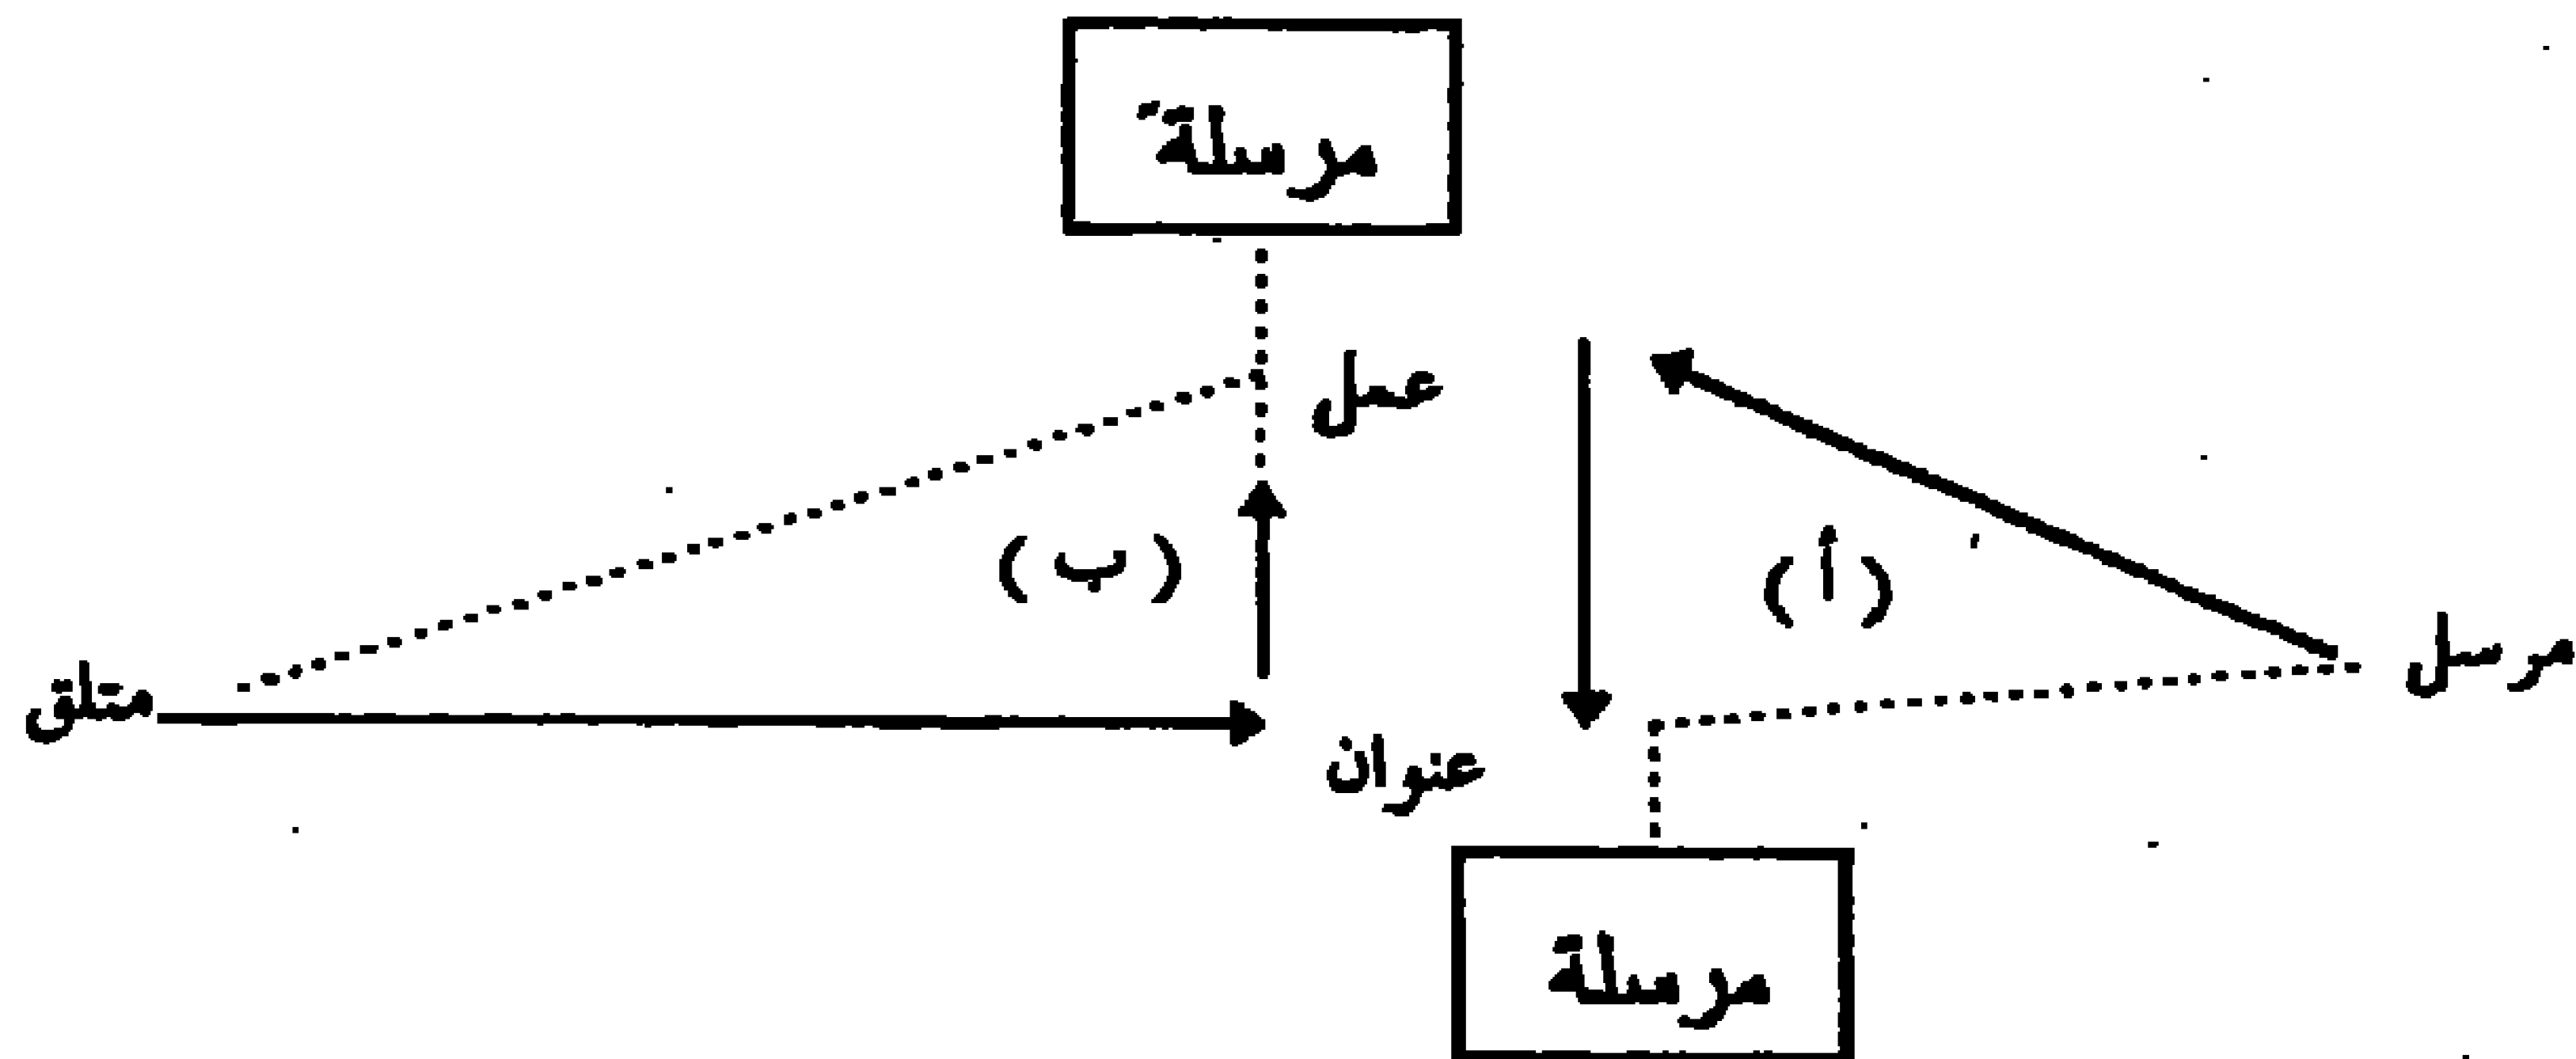 مرسلة
عمل
(أ) (ب)
مرسل
متلق
عنوان
مرسلة